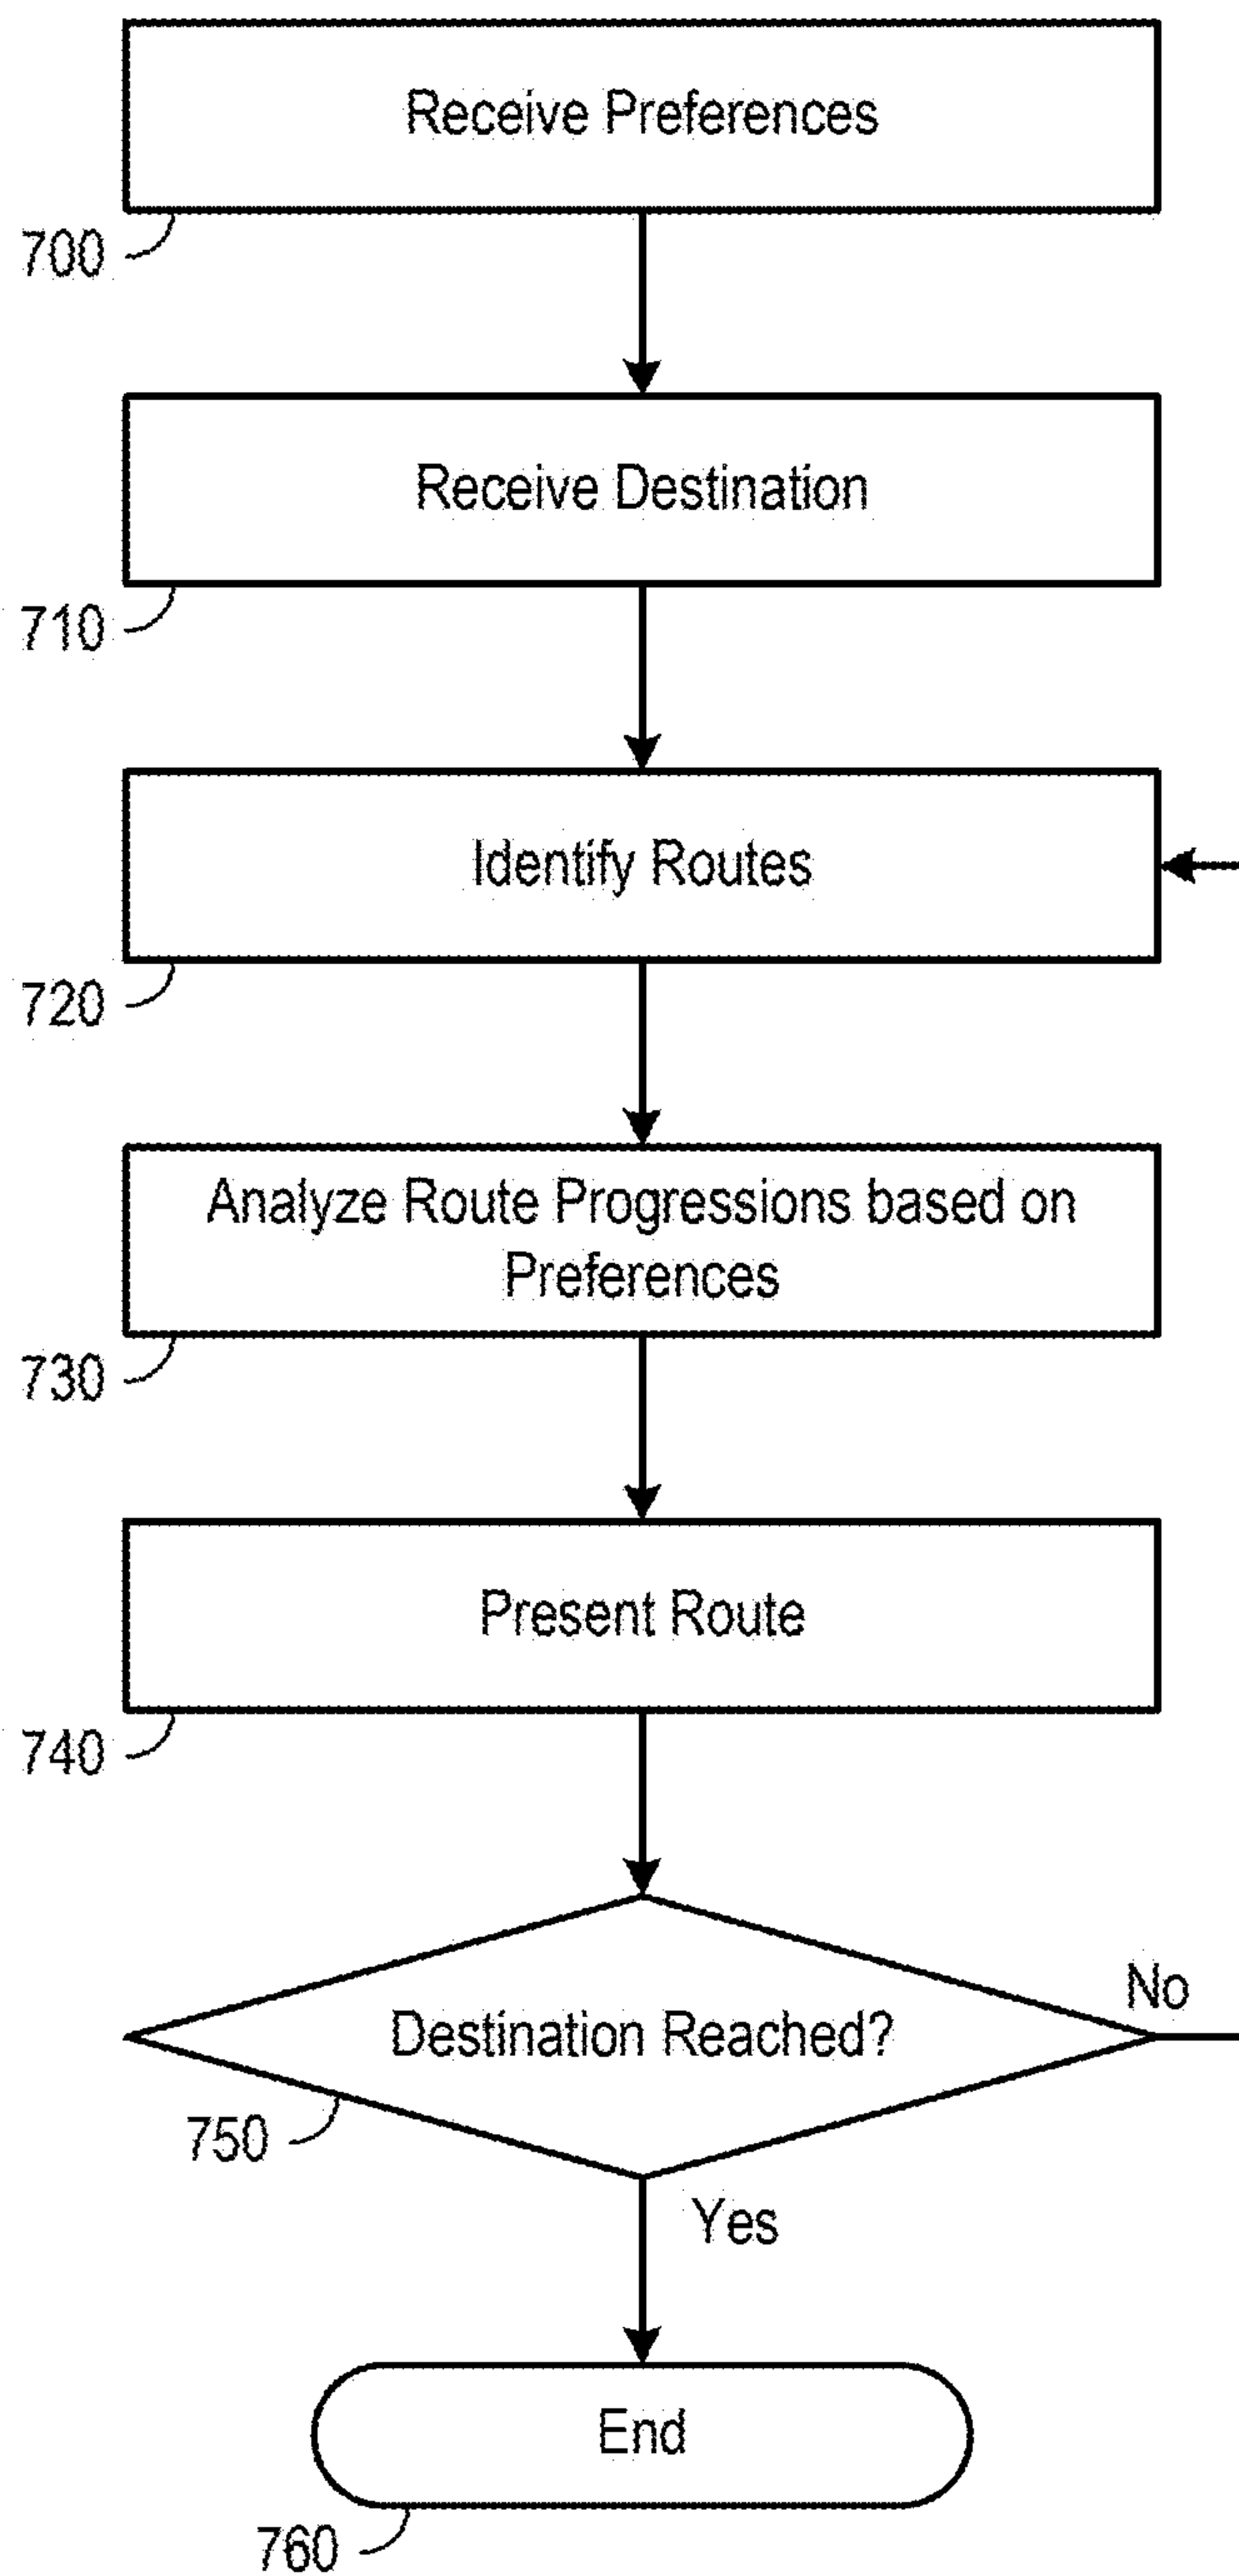 Receive Preferences
700
Receive Destination
710
Identify Routes
720
Analyze Route Progressions based on
Preferences
730
Present Route
740
No
Destination Reached?
750
Yes
End
760